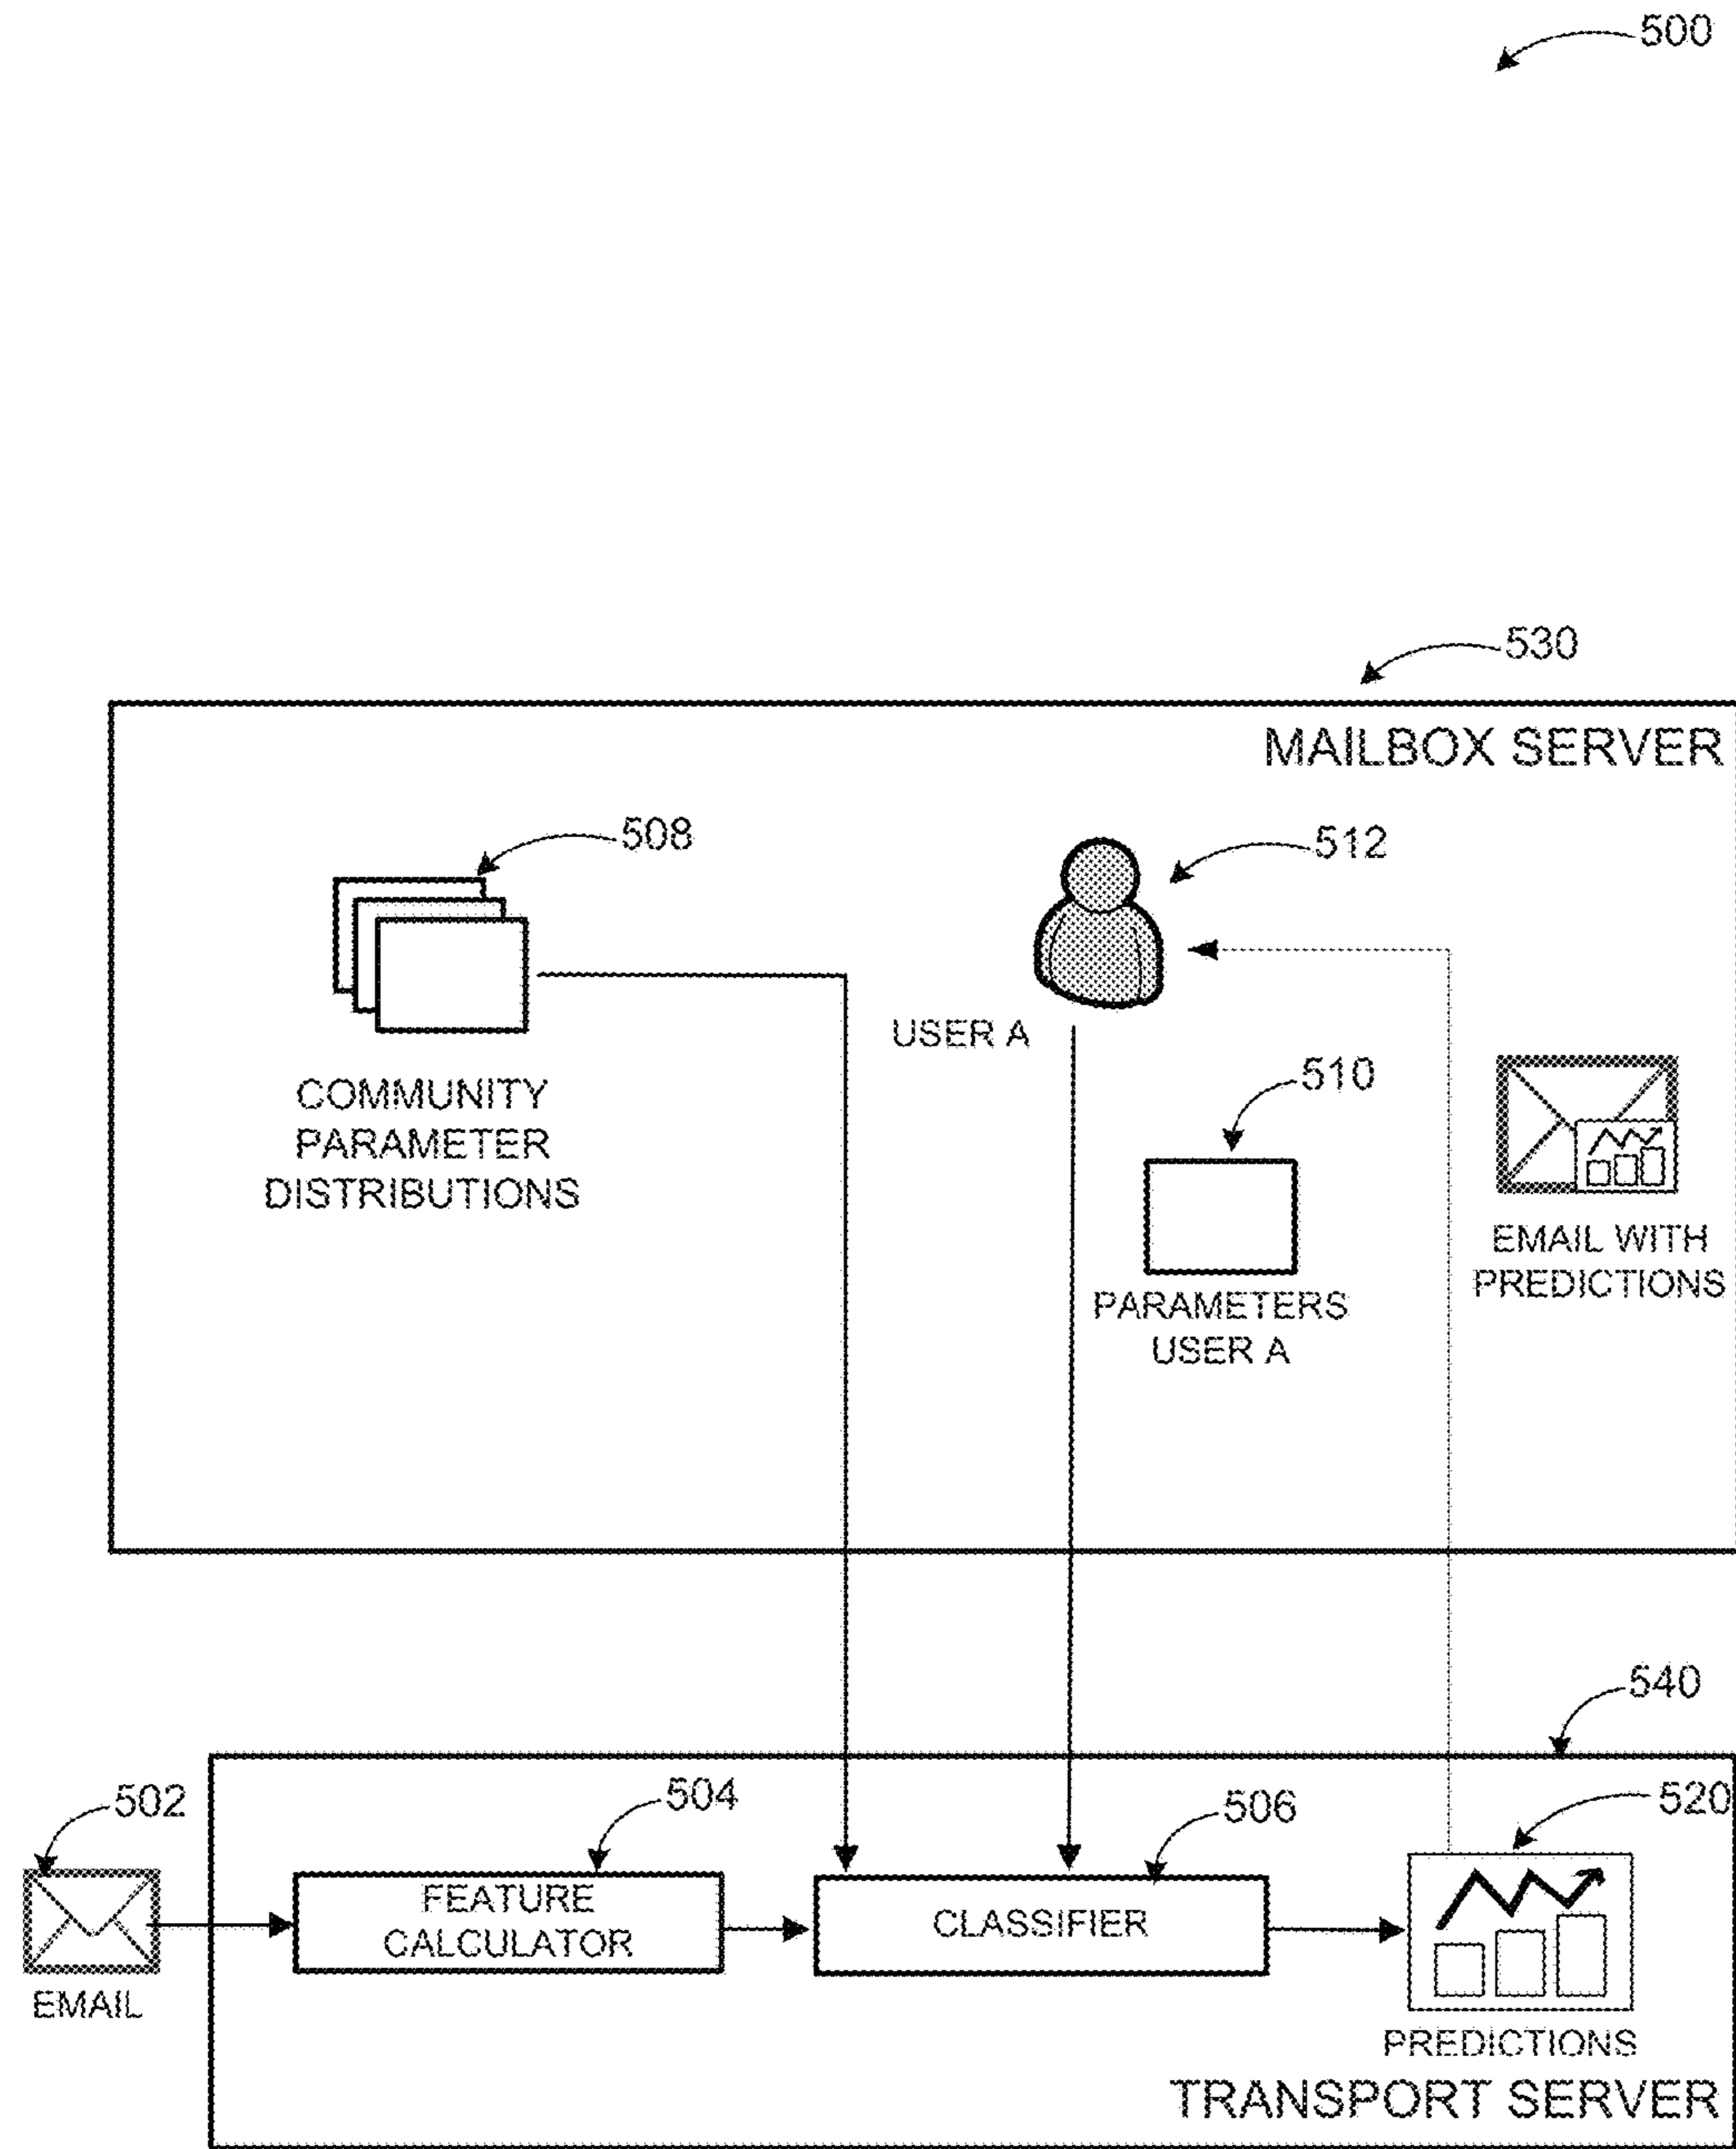 500
530
MAILBOX SERVER
508
512
USER A
510
COMMUNITY
PARAMETER
DISTRIBUTIONS
PARAMETERS
USER A
EMAIL WITH
PREDICTIONS
540
502
504
506
520
FEATURE
CALCULATOR
CLASSIFIER
EMAIL
PREDICTIONS
TRANSPORT SERVER